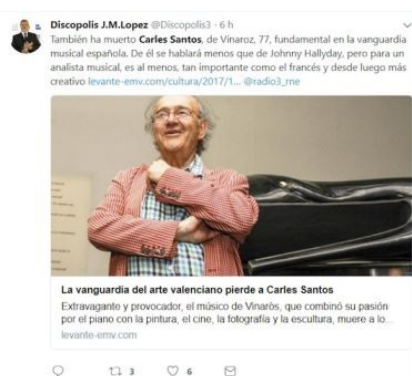 Discopolis J.M.Lopez @Discopolis3 · 6 h
También ha muerto Carles Santos, de Vinaroz, 77, fundamental en la vanguardia
musical española. De él se hablará menos que de Johnny Hallyday, pero para un
analista musical, es al menos, tan importante como el francés y desde luego más
creativo levante-emv.com/cultura/2017/1... @radio3_rne
La vanguardia del arte valenciano pierde a Carles Santos
Extravagante y provocador, el músico de Vinaròs, que combinó su pasión
por el piano con la pintura, el cine, la fotografía y la escultura, muere a lo...
levante-emv.com
3 6